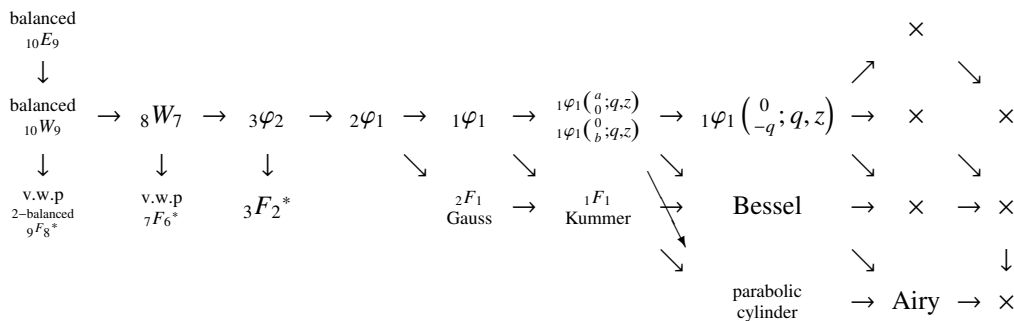 balanced
₁₀E₉
↓ ×
↗ ↘
balanced
₁₀W₉ → ₈W₇ → ₃φ₂ → ₂φ₁ → ₁φ₁ → ₁φ₁(a 0; q,z) ₁φ₁(0 b; q,z) → ₁φ₁(0 −q; q, z) → × ×
↓ ↓ ↓ ↘ ↘ ↘ ↘ ↘
v.w.p v.w.p ₃F₂* ₂F₁ → ₁F₁ → Bessel → × → ×
2−balanced ₇F₆* Gauss Kummer
₉F₈*
↘ ↘ ↓
parabolic
cylinder → Airy → ×